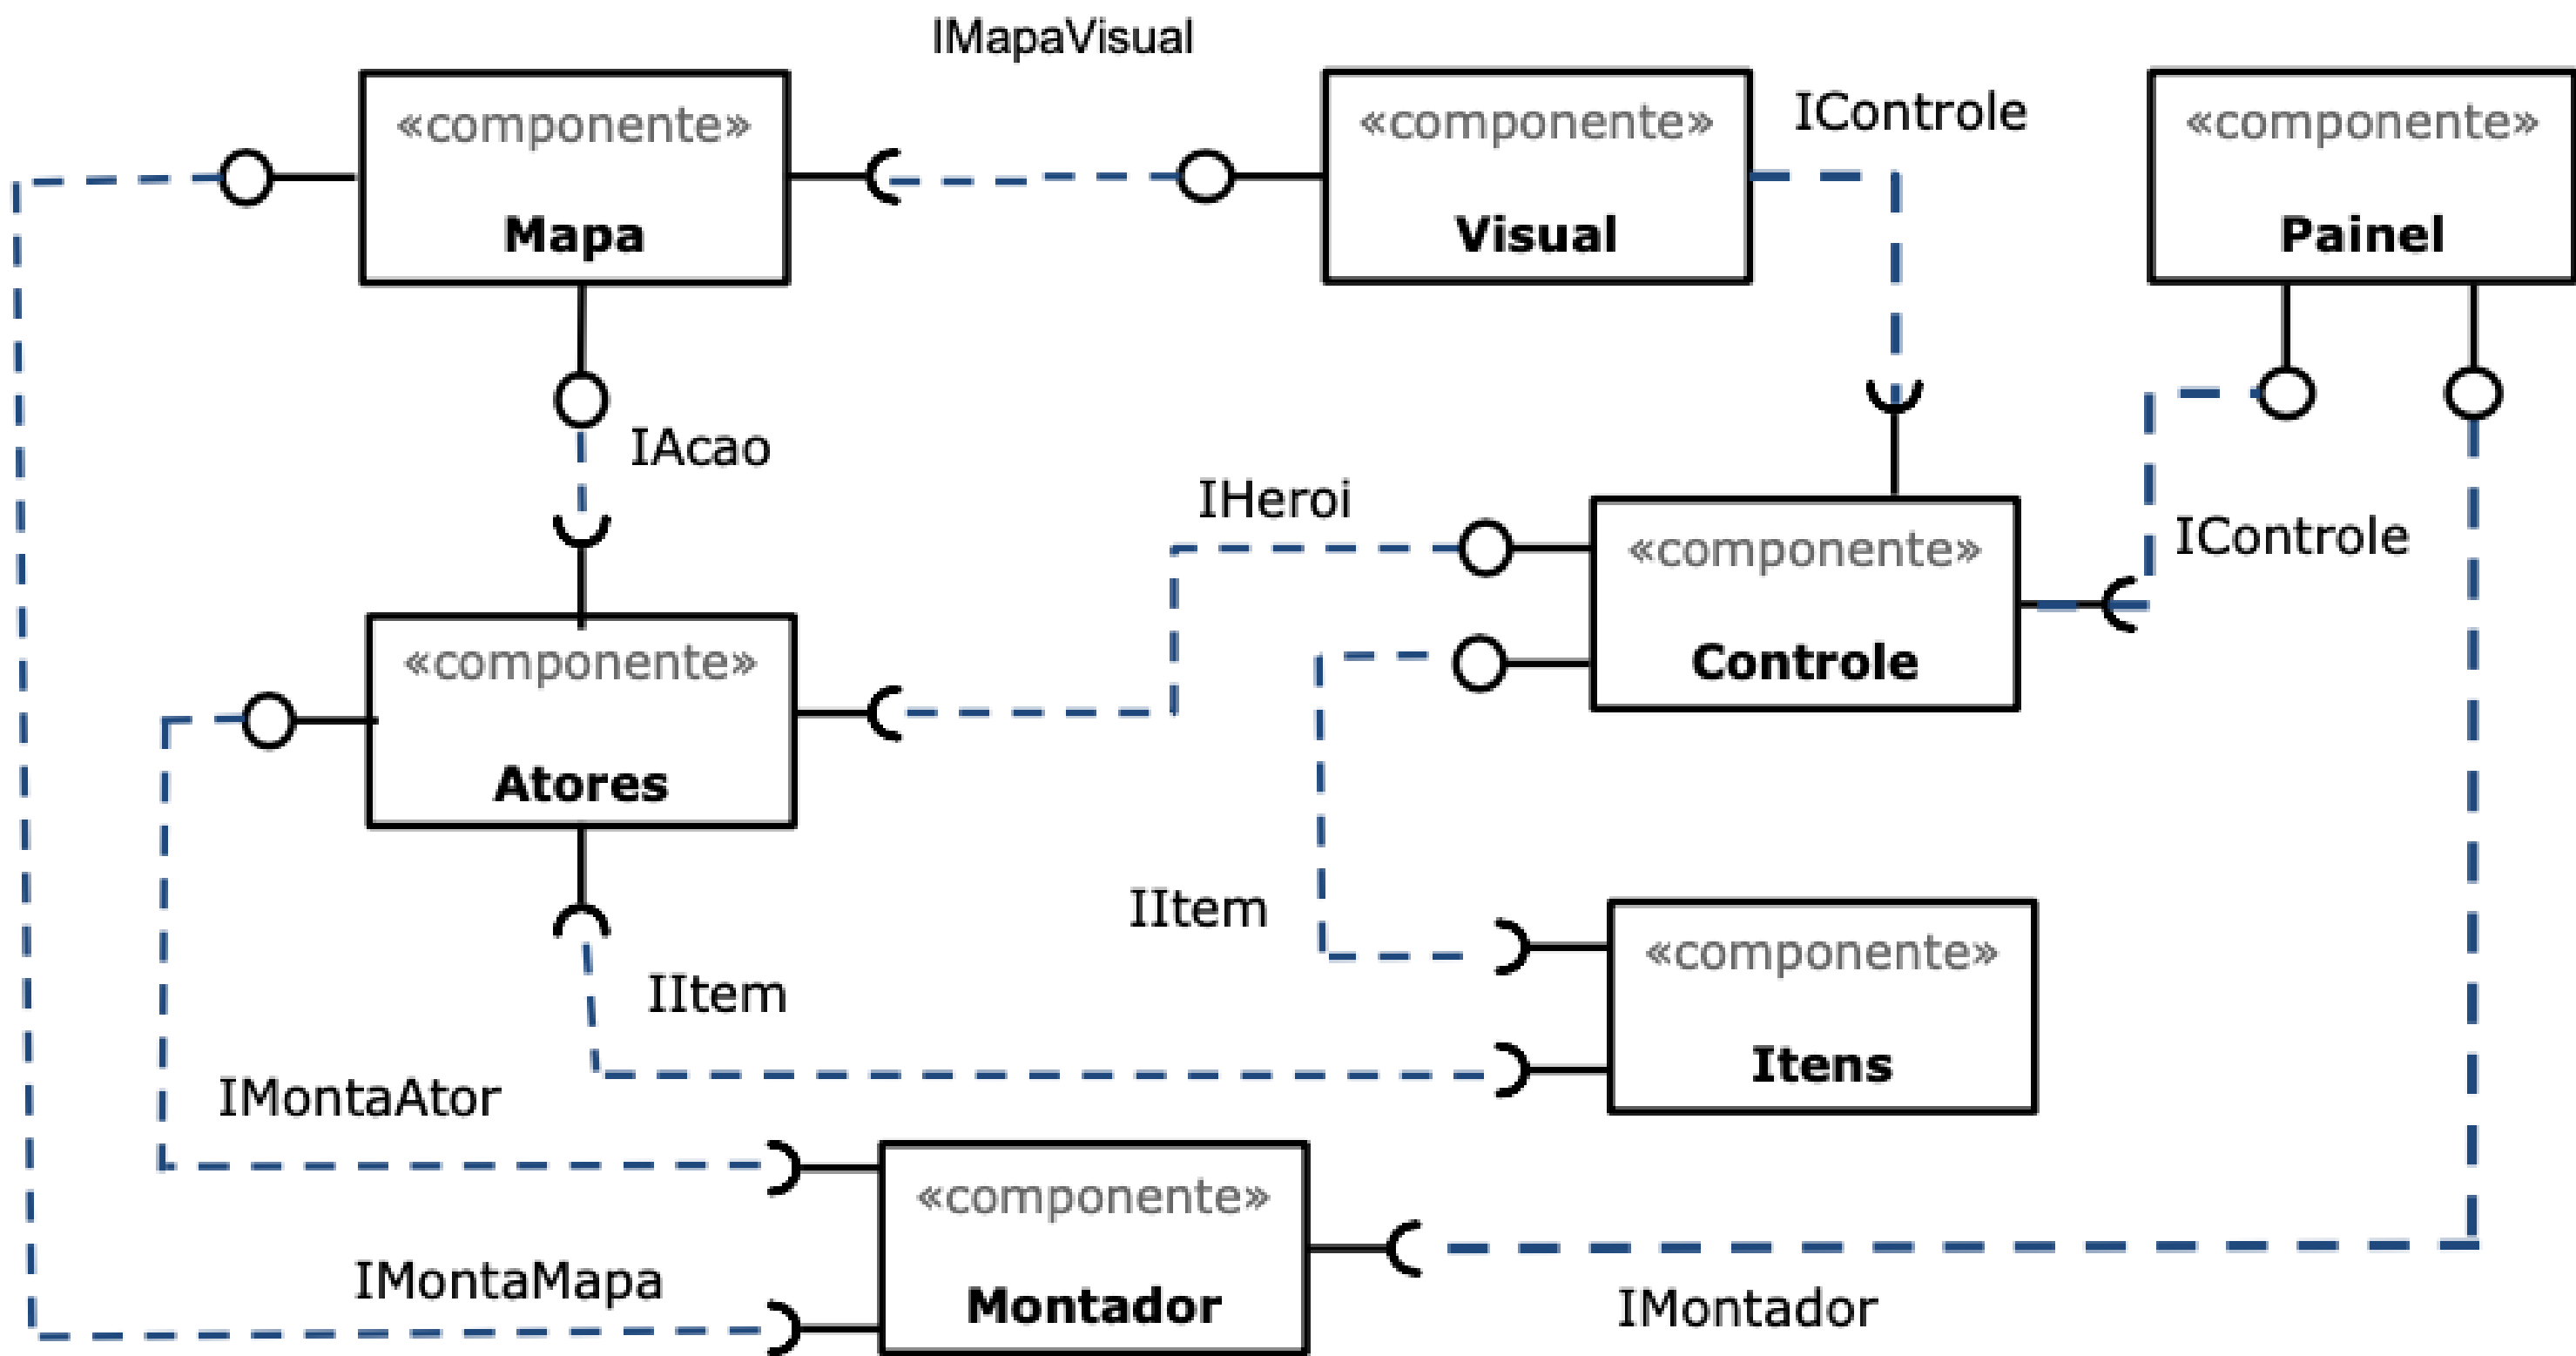 IMapaVisual
«componente»
Mapa
«componente»
Visual
IControle
«componente»
Painel
IAcao
IHeroi
«componente»
Controle
IControle
«componente»
Atores
IItem
«componente»
Itens
IItem
IMontaAtor
«componente»
Montador
IMontaMapa
IMontador